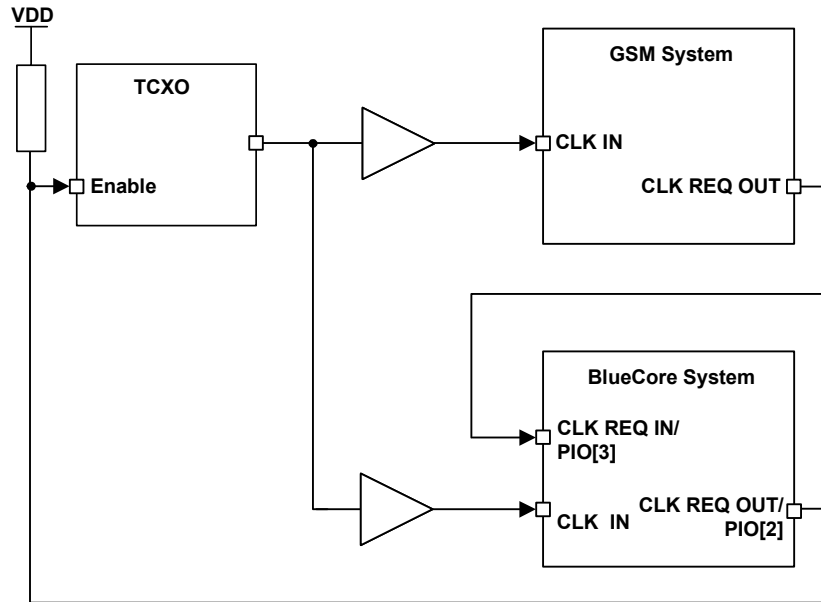 VDD
TCXO
Enable
GSM System
CLK IN
CLK REQ OUT
BlueCore System
CLK REQ IN/
PIO[3]
CLK REQ OUT/
PIO[2]
CLK IN